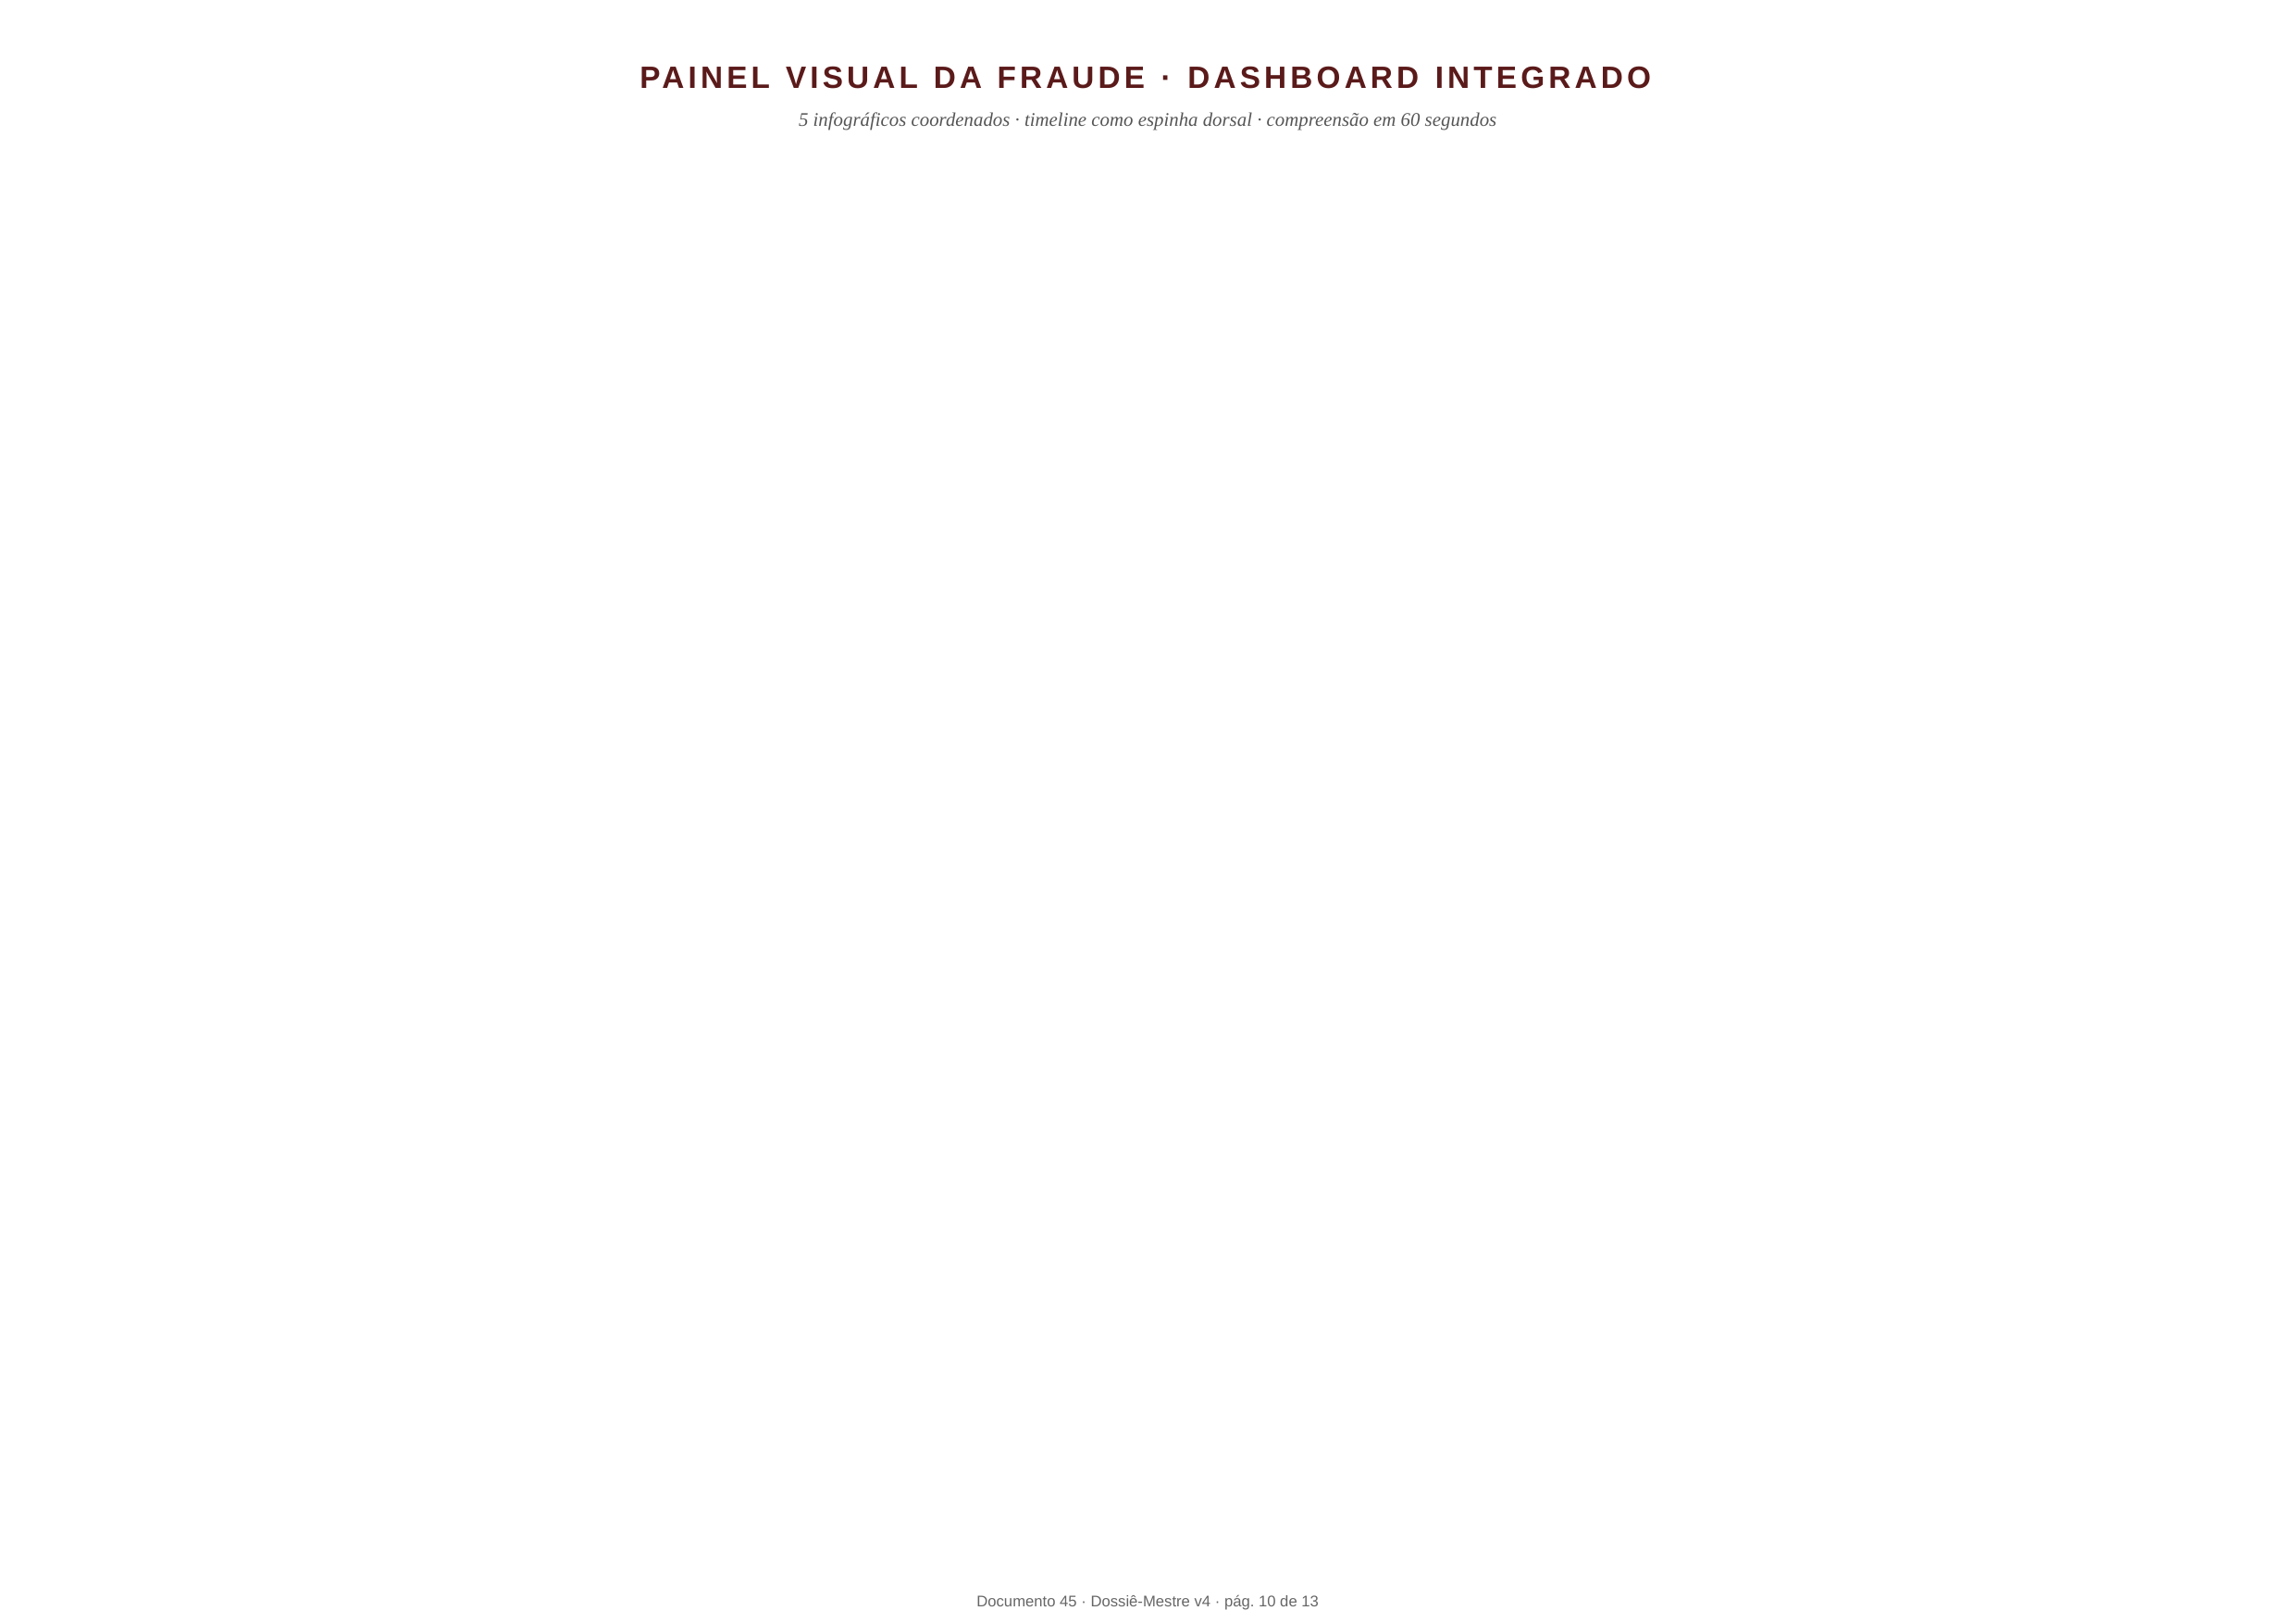 PAINEL VISUAL DA FRAUDE · DASHBOARD INTEGRADO
5 infográficos coordenados · timeline como espinha dorsal · compreensão em 60 segundos
Documento 45 · Dossiê-Mestre v4 · pág. 10 de 13